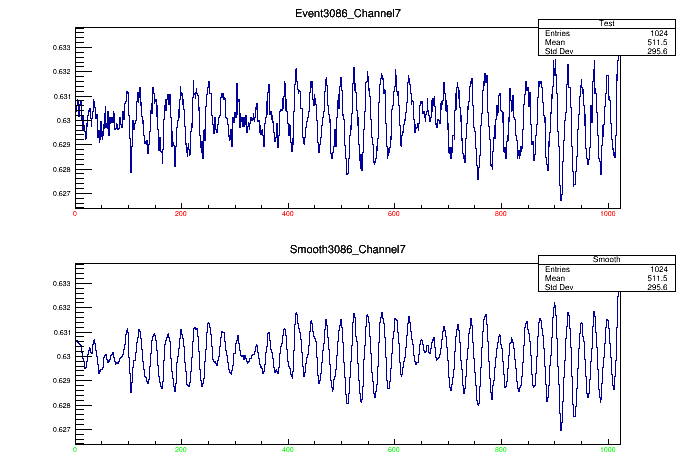 Event3086_Channel7
Test
Entries 1024
Mean 511.5
Std Dev 295.6
0.633
0.632
0.631
0.63
0.629
0.628
0.627
0 200 400 600 800 1000
Smooth3086_Channel7
Smooth
Entries 1024
Mean 511.5
Std Dev 295.6
0.633
0.632
0.631
0.63
0.629
0.628
0.627
0 200 400 600 800 1000